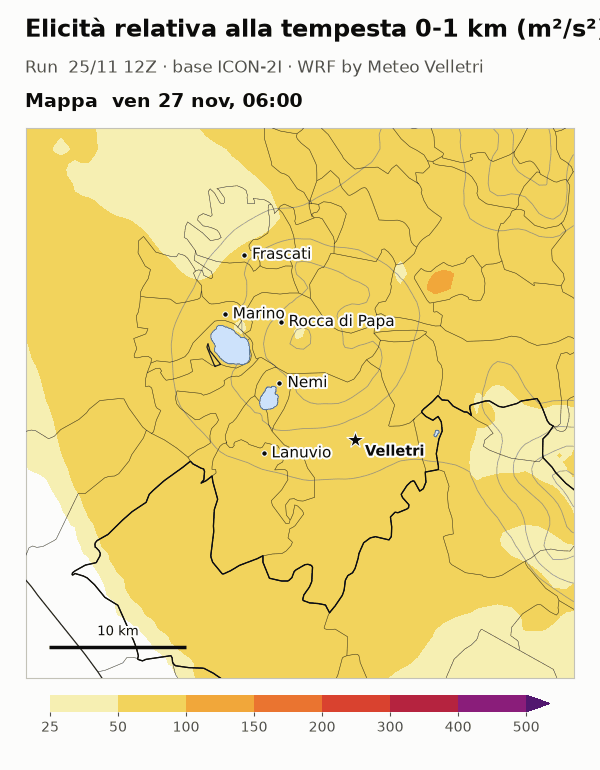 Elicità relativa alla tempesta 0-1 km (m²/s²)
Run 25/11 12Z · base ICON-2I · WRF by Meteo Velletri
Mappa ven 27 nov, 06:00
Frascati
Marino
Rocca di Papa
Nemi
Velletri
Lanuvio
10 km
25 50 100 150 200 300 400 500